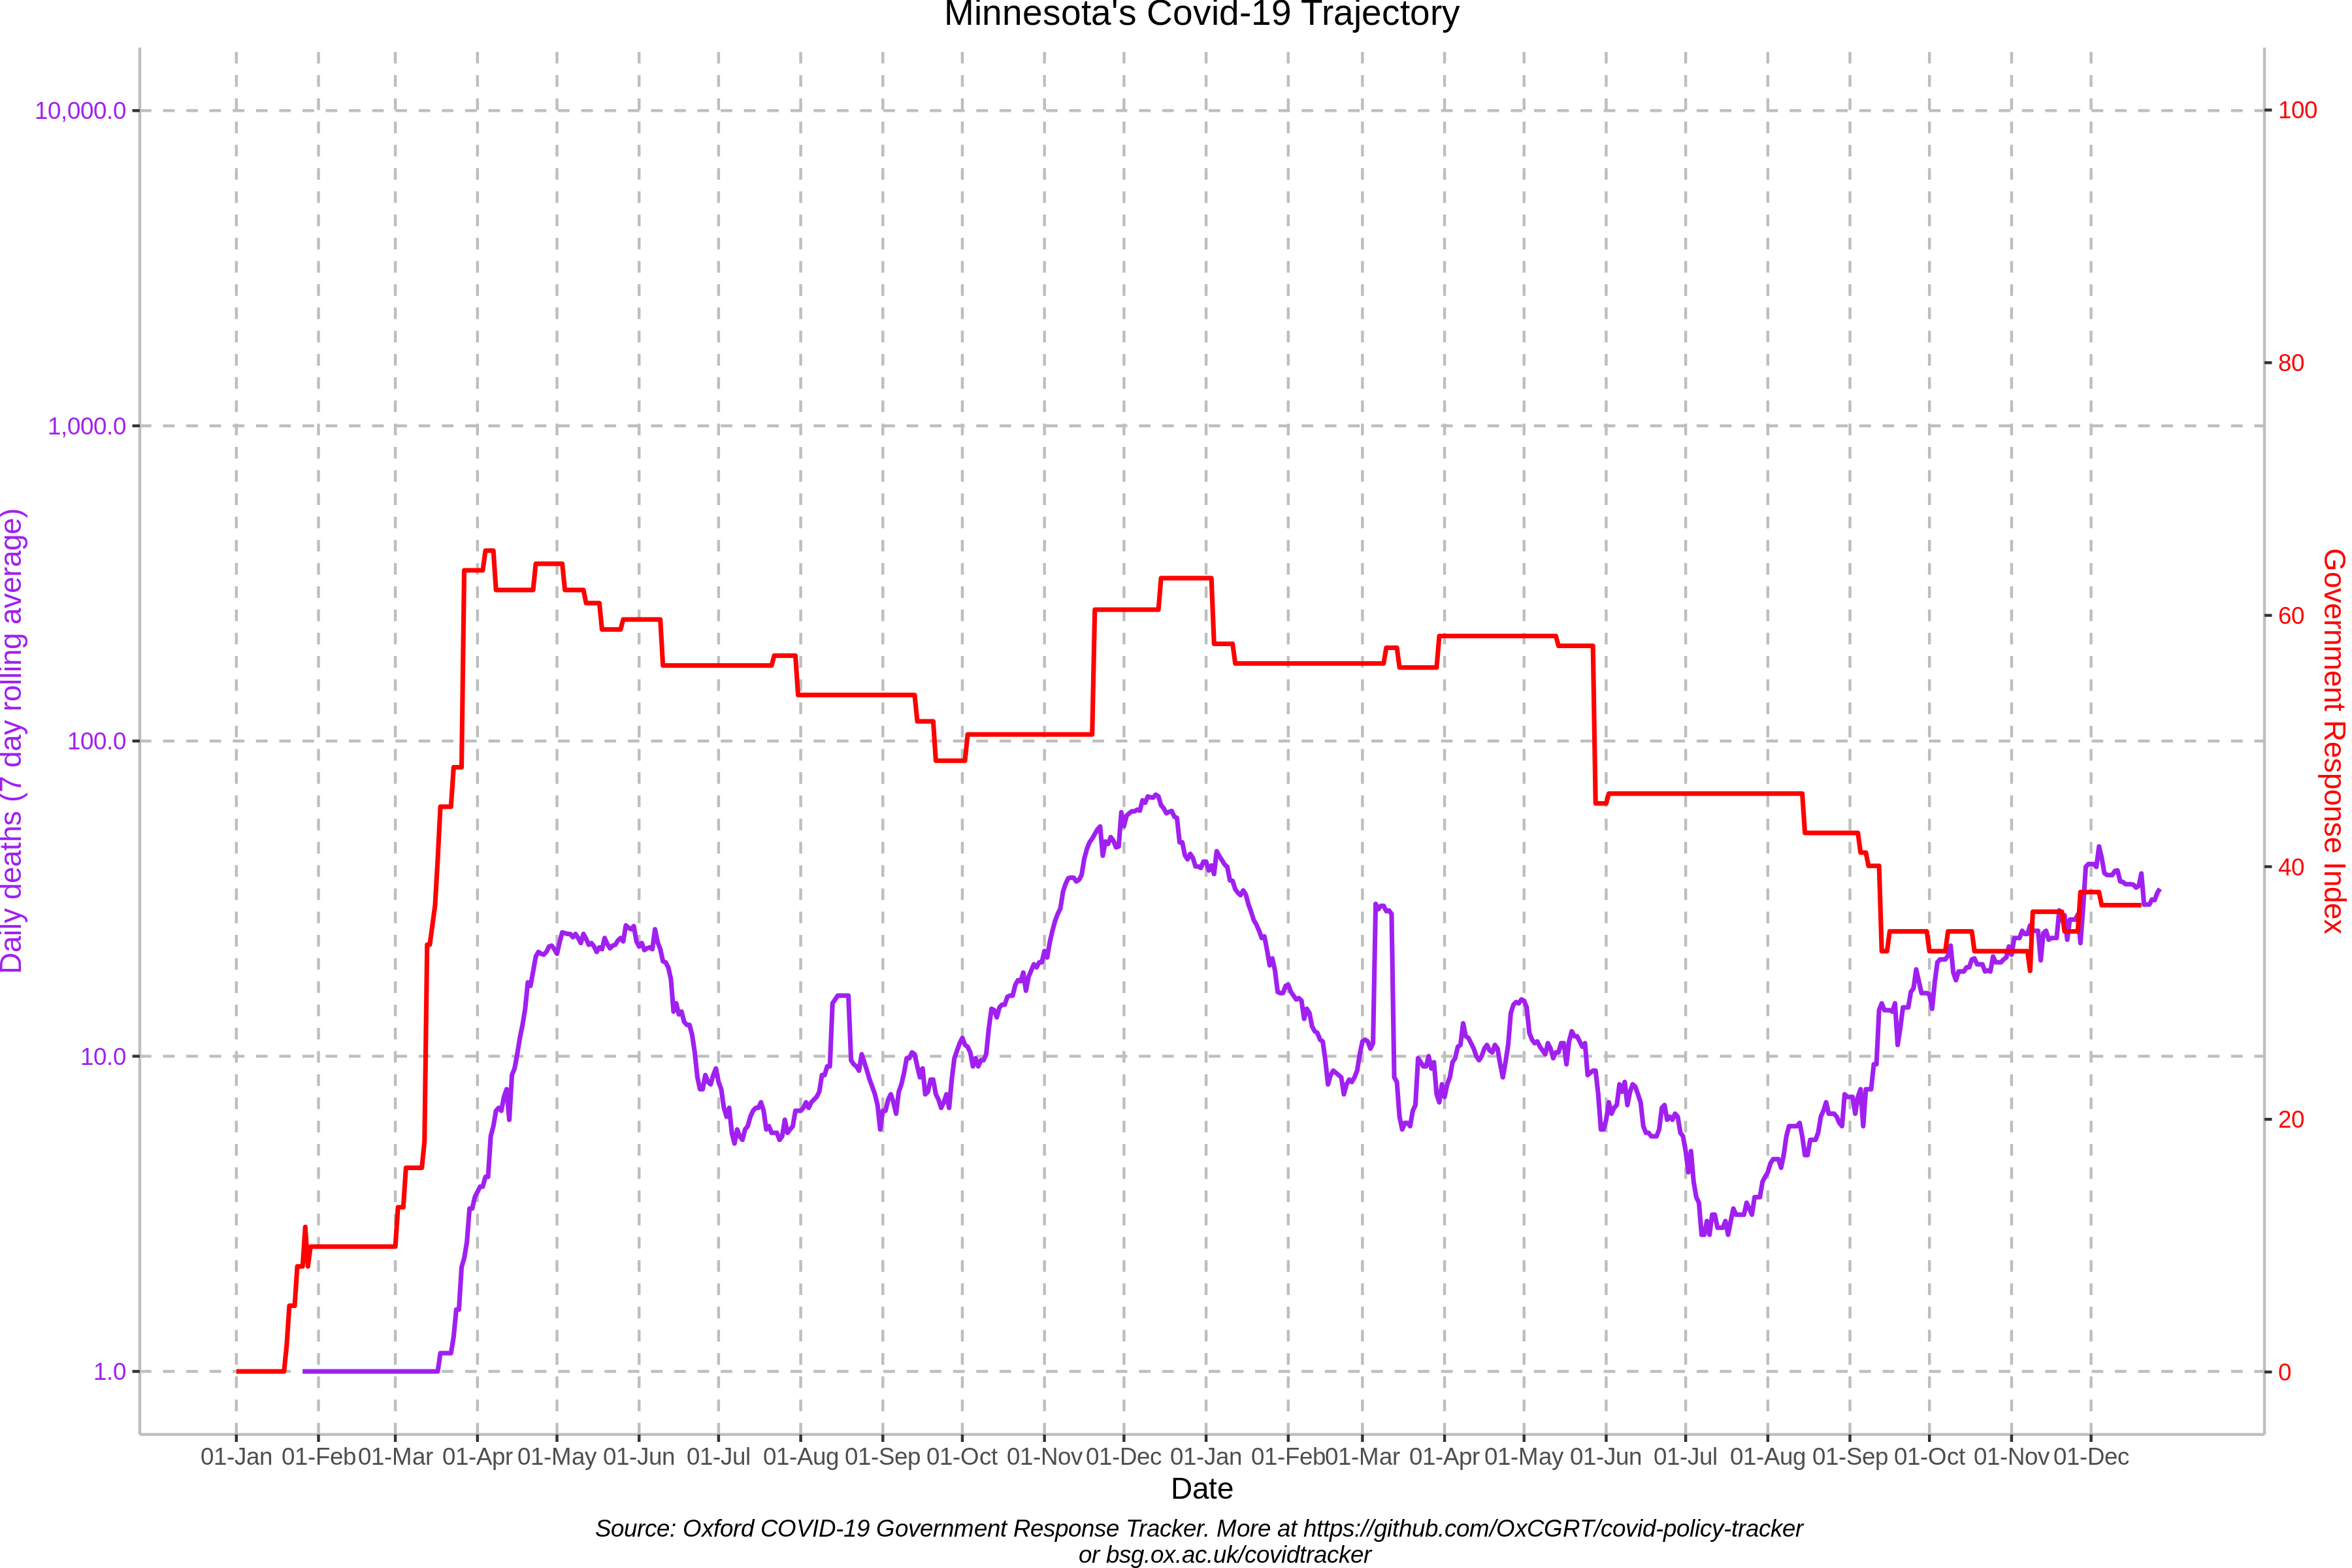 Minnesota's Covid-19 Trajectory
10,000.0
1,000.0
100.0
10.0
1.0
Daily deaths (7 day rolling average)
100
80
60
40
20
0
Government Response Index
01-Jan 01-Feb 01-Mar 01-Apr 01-May 01-Jun 01-Jul 01-Aug 01-Sep 01-Oct 01-Nov 01-Dec 01-Jan 01-Feb 01-Mar 01-Apr 01-May 01-Jun 01-Jul 01-Aug 01-Sep 01-Oct 01-Nov 01-Dec
Date
Source: Oxford COVID-19 Government Response Tracker. More at https://github.com/OxCGRT/covid-policy-tracker
or bsg.ox.ac.uk/covidtracker